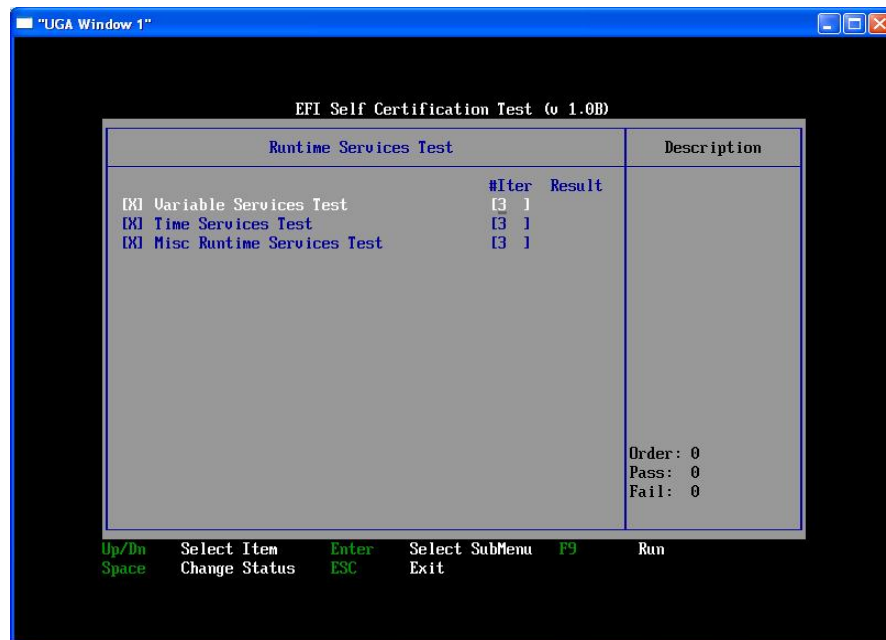 "UGA Window 1"
EFI Self Certification Test (v 1.0B)
Runtime Services Test
Description
#Iter Result
[X] Variable Services Test [3 ]
[X] Time Services Test [3 ]
[X] Misc Runtime Services Test [3 ]
Order: 0
Pass: 0
Fail: 0
Up/Dn Select Item Enter Select SubMenu F9 Run
Space Change Status ESC Exit